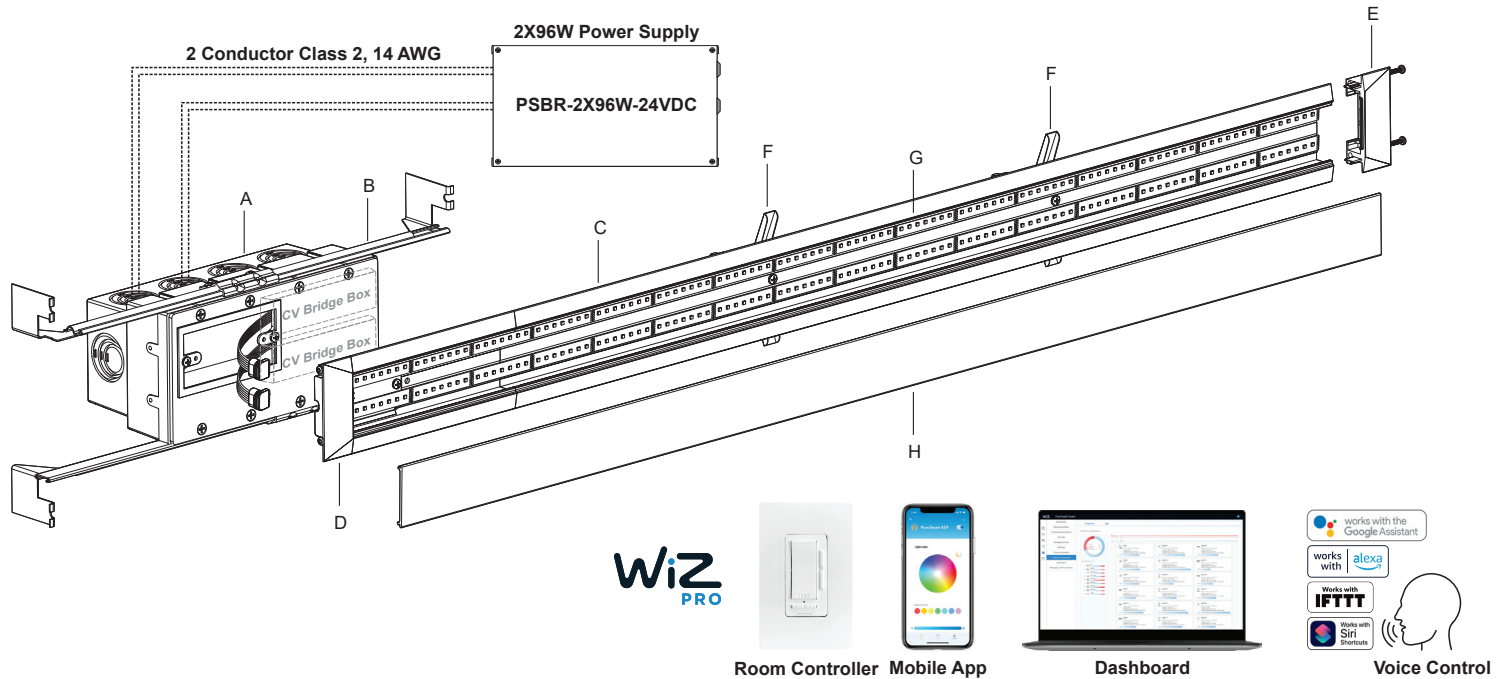 2X96W Power Supply
2 Conductor Class 2, 14 AWG
PSBR-2X96W-24VDC
E
F
F
G
A
B
C
CV Bridge Box
CV Bridge Box
H
D
WiZ
PRO
works with the
Google Assistant
works
with
alexa
Works with
IFTTT
Works with
Siri
Shortcuts
Room Controller
Mobile App
Dashboard
Voice Control